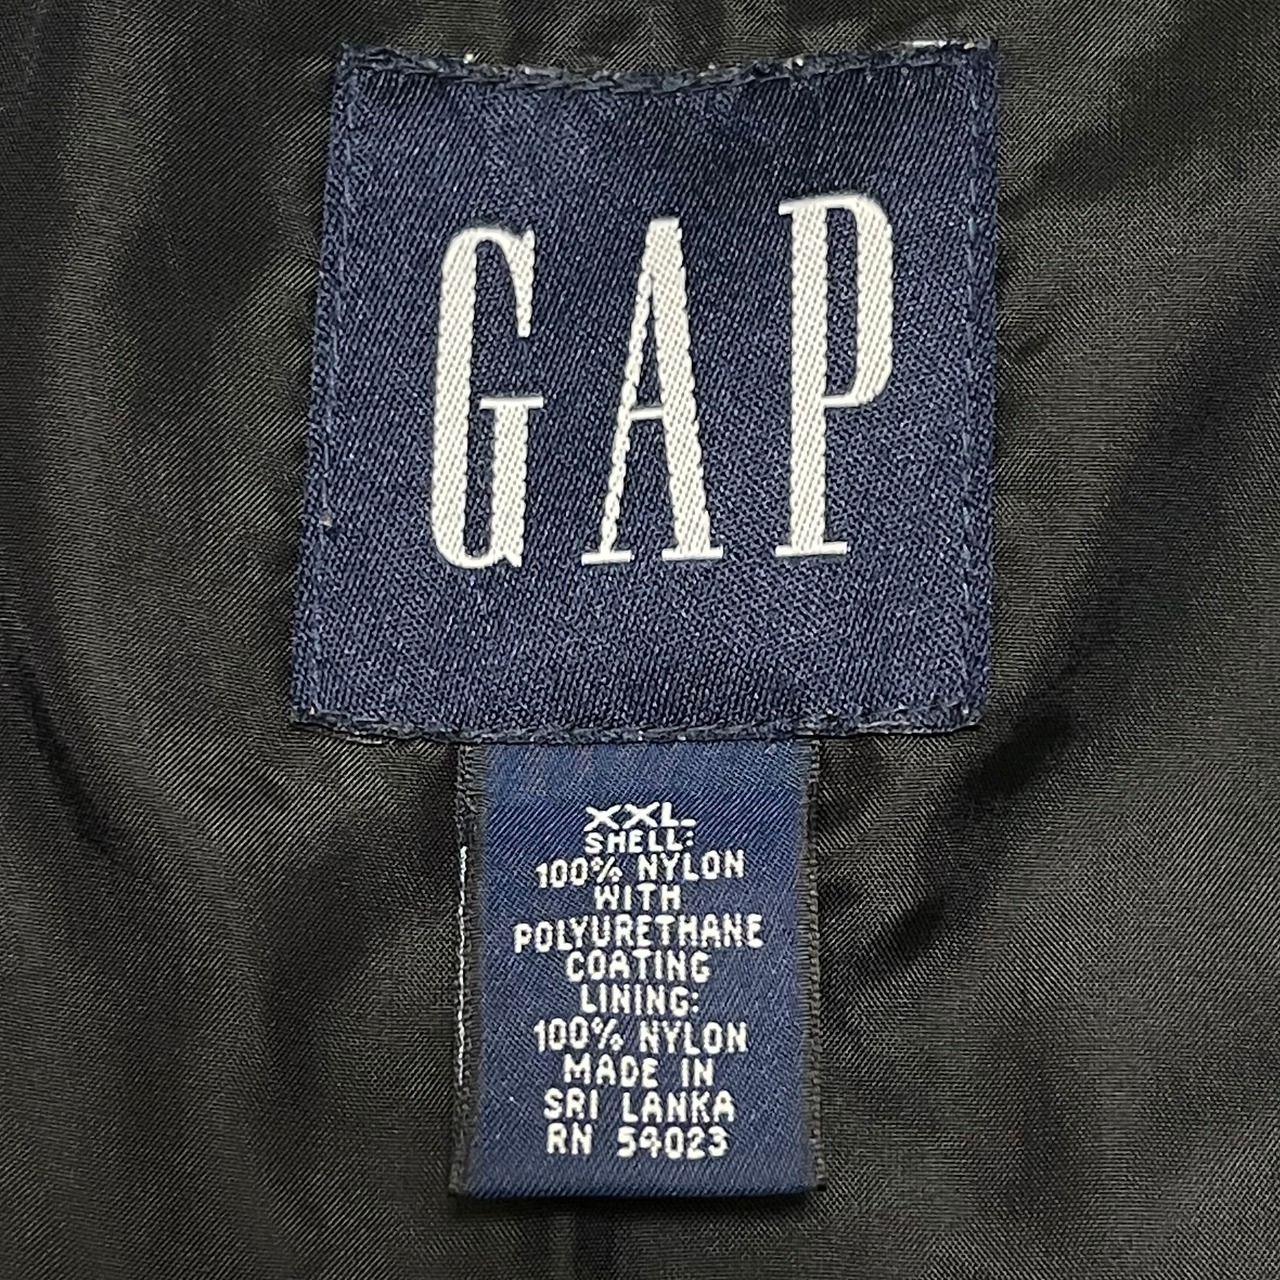 GAP
XXL
SHELL:
100% NYLON
WITH
POLYURETHANE
COATING
LINING:
100% NYLON
MADE IN
SRI LANKA
RN 54023